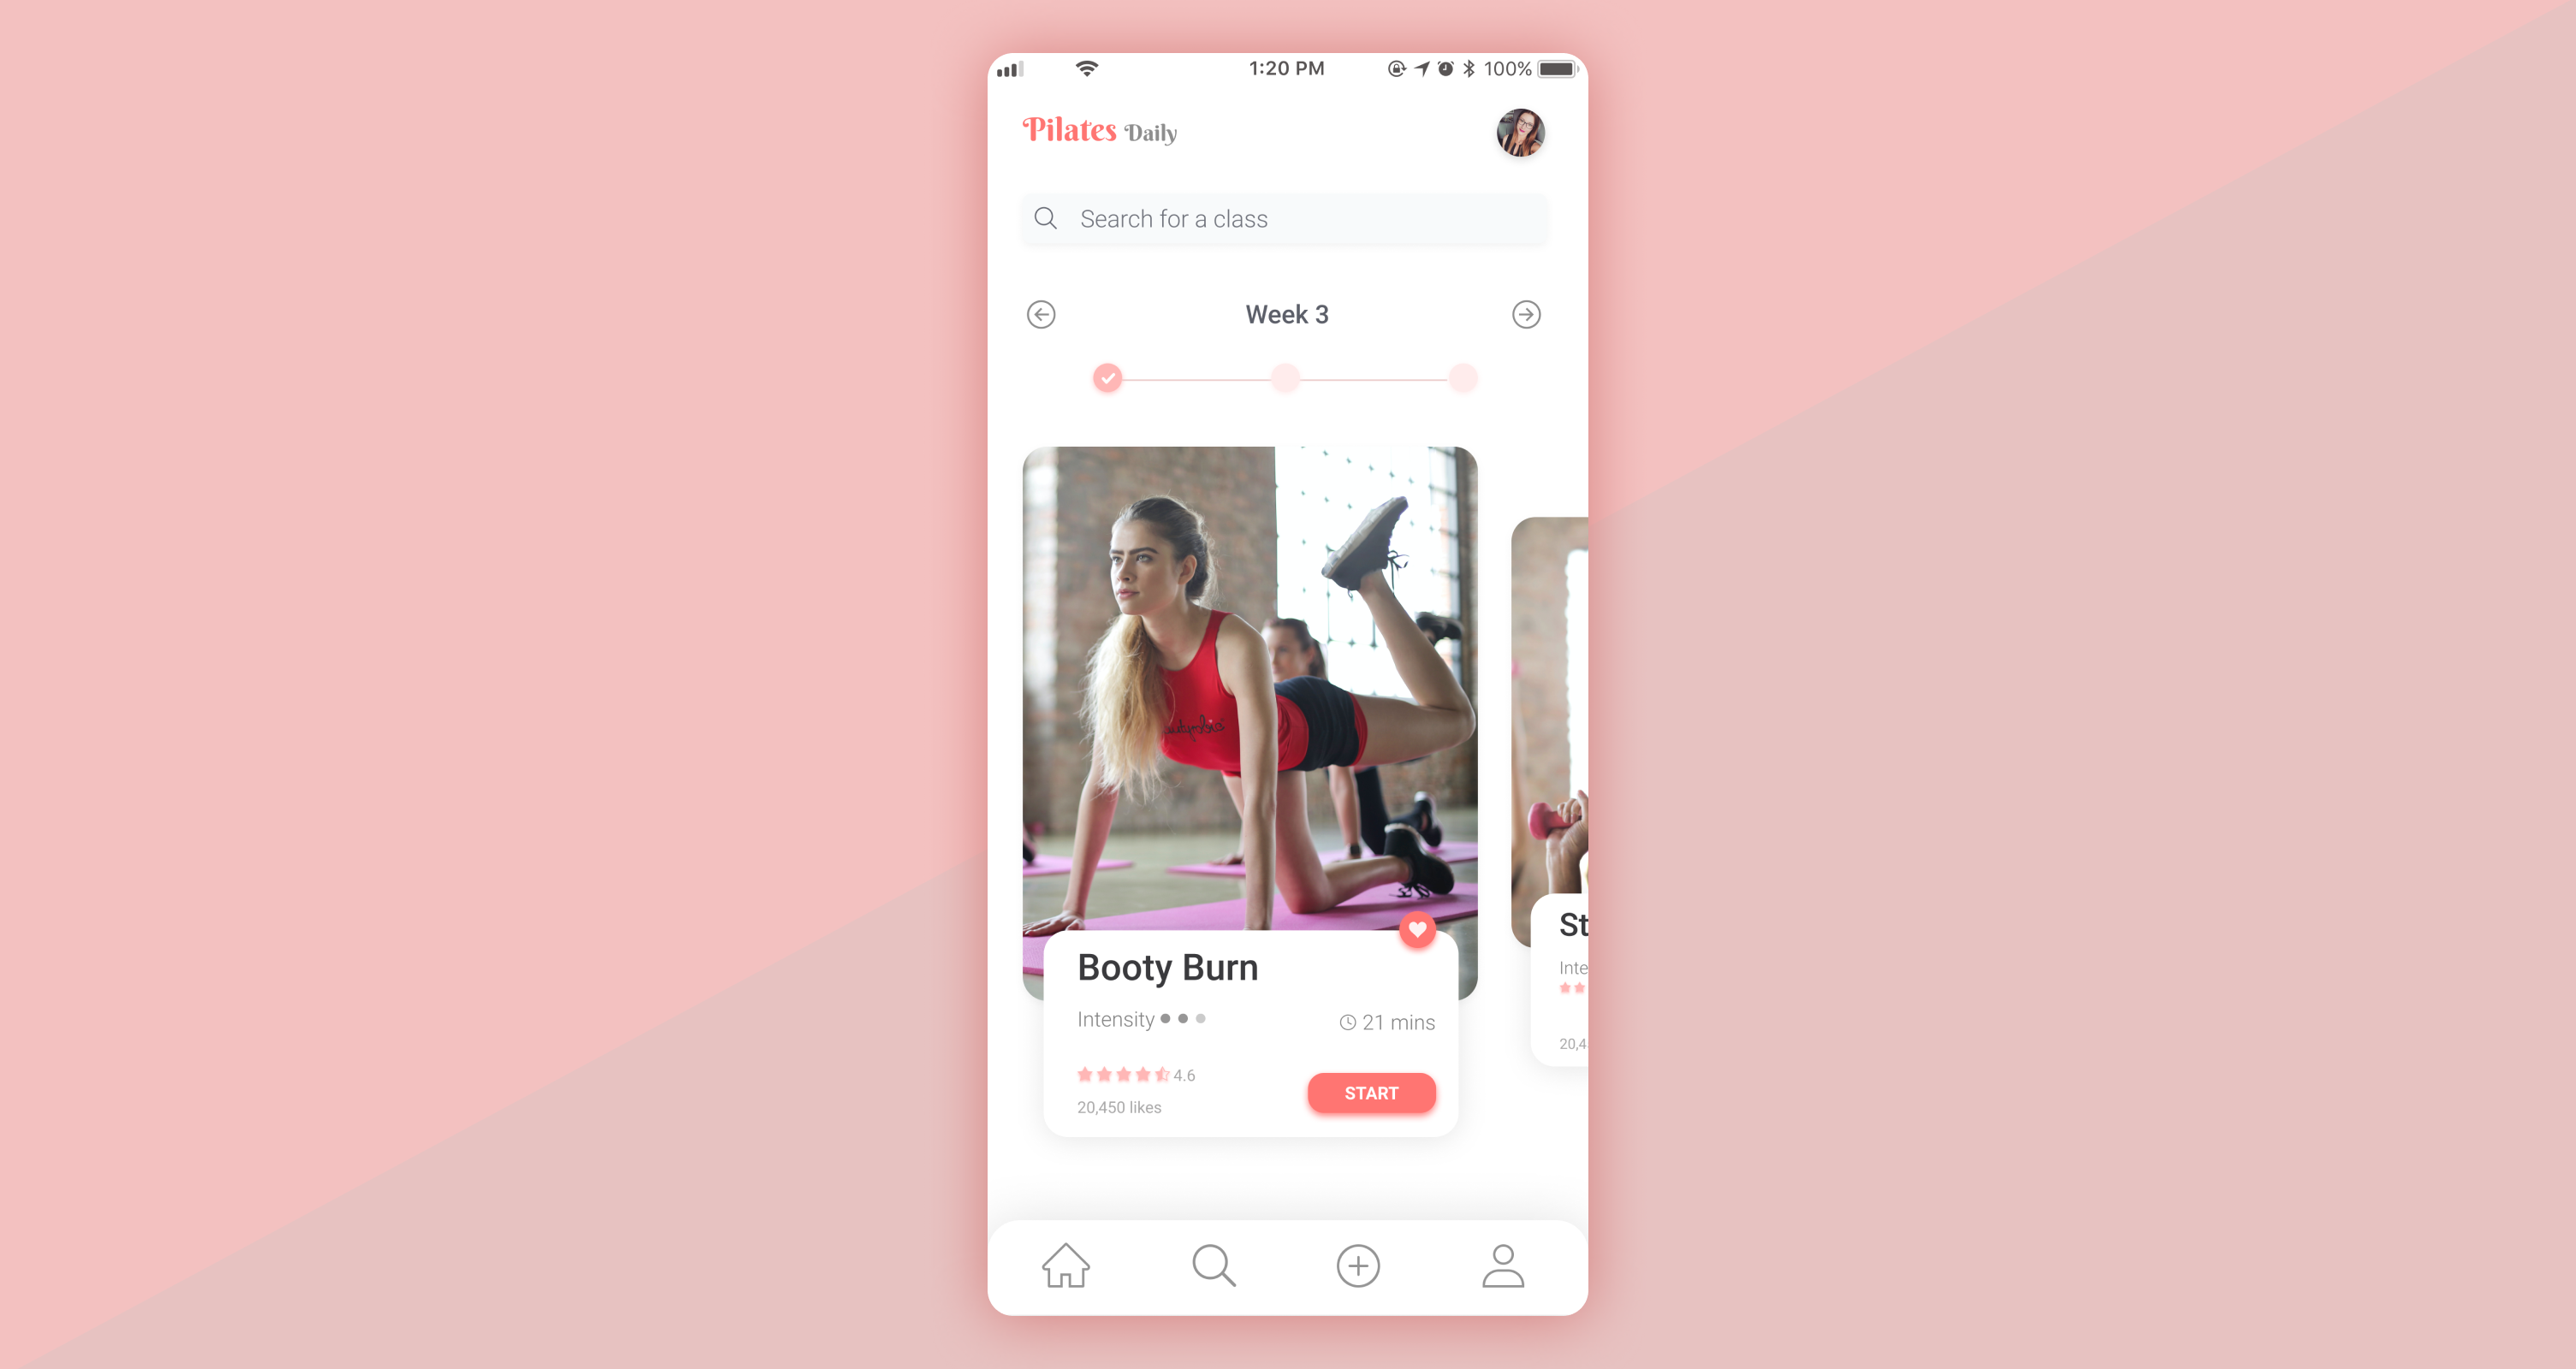 1:20 PM
100%
Pilates Daily
Search for a class
Week 3
Booty Burn
Intensity
21 mins
4.6
20,450 likes
START
St
Inte
20,4